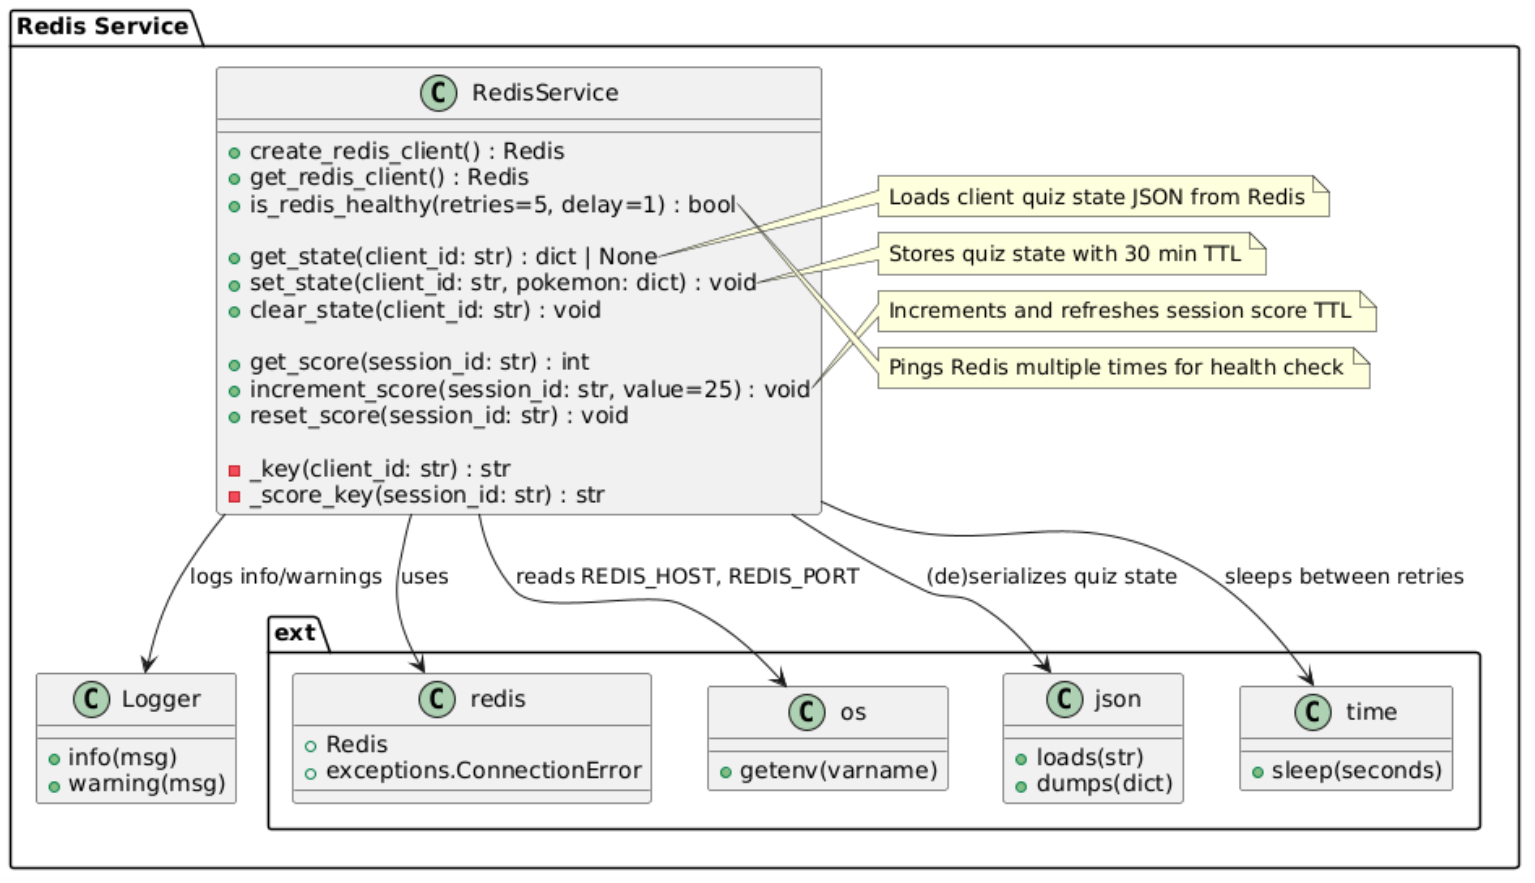 Redis Service
C RedisService
create_redis_client() : Redis
get_redis_client() : Redis
is_redis_healthy(retries=5, delay=1) : bool
get_state(client_id: str) : dict | None
set_state(client_id: str, pokemon: dict) : void
clear_state(client_id: str) : void
get_score(session_id: str) : int
increment_score(session_id: str, value=25) : void
reset_score(session_id: str) : void
_key(client_id: str) : str
_score_key(session_id: str) : str
Loads client quiz state JSON from Redis
Stores quiz state with 30 min TTL
Increments and refreshes session score TTL
Pings Redis multiple times for health check
logs info/warnings
uses
reads REDIS_HOST, REDIS_PORT
(de)serializes quiz state
sleeps between retries
ext
C Logger
info(msg)
warning(msg)
C redis
Redis
exceptions.ConnectionError
C os
getenv(varname)
C json
loads(str)
dumps(dict)
C time
sleep(seconds)